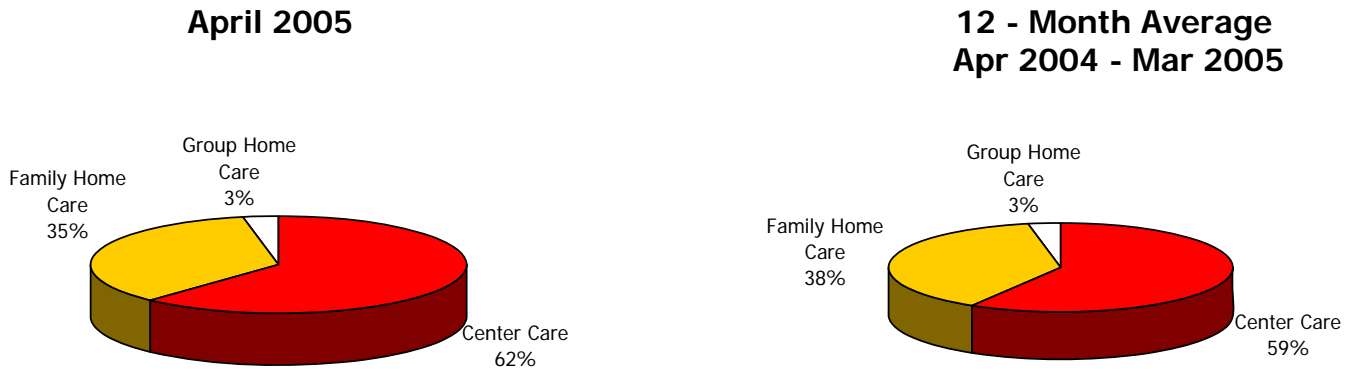 April 2005
Group Home
Care
3%
Family Home
Care
35%
Center Care
62%
12 - Month Average
Apr 2004 - Mar 2005
Group Home
Care
3%
Family Home
Care
38%
Center Care
59%